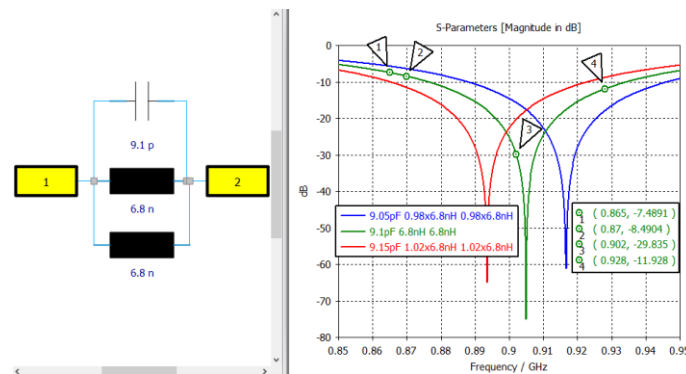 9.1 p
1
2
6.8 n
6.8 n
S-Parameters [Magnitude in dB]
0
-10
-20
-30
-40
-50
-60
-70
-80
dB
1
2
3
4
9.05pF 0.98x6.8nH 0.98x6.8nH
9.1pF 6.8nH 6.8nH
9.15pF 1.02x6.8nH 1.02x6.8nH
1 ( 0.865, -7.4891 )
2 ( 0.87, -8.4904 )
3 ( 0.902, -29.835 )
4 ( 0.928, -11.928 )
0.85 0.86 0.87 0.88 0.89 0.9 0.91 0.92 0.93 0.94 0.95
Frequency / GHz